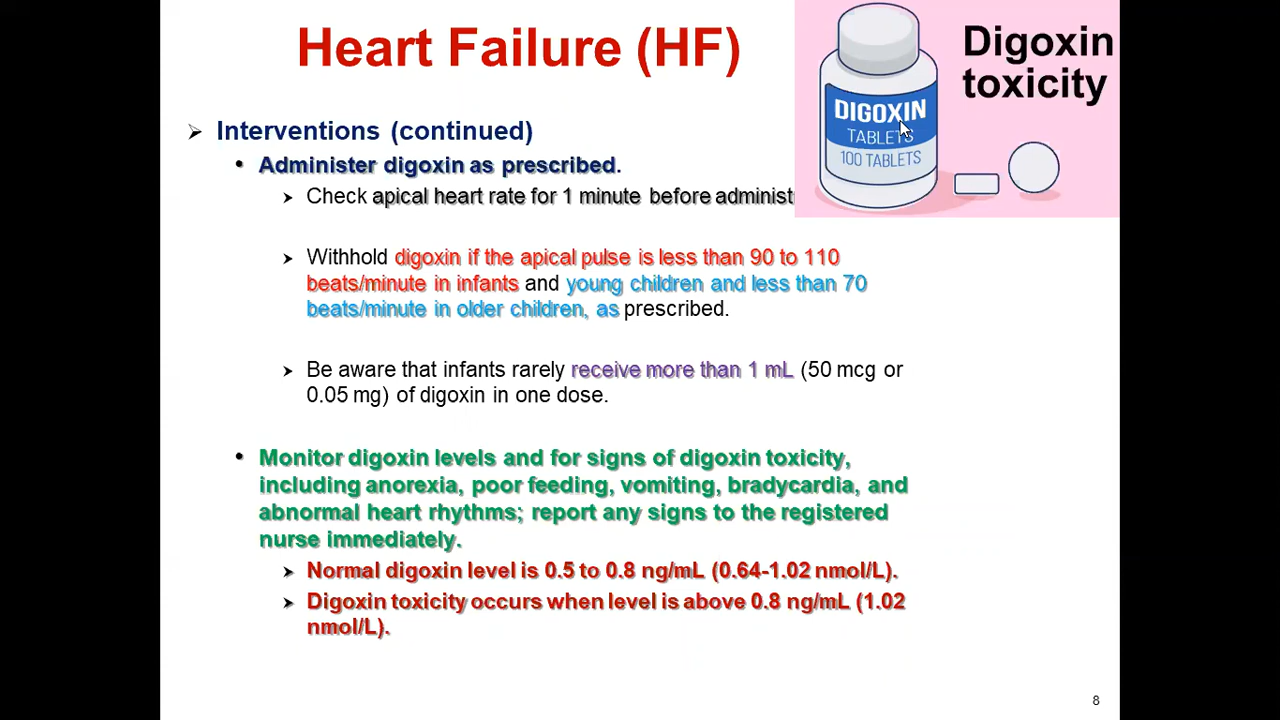 Heart Failure (HF)
Digoxin
toxicity
DIGOXIN
TABLETS
100 TABLETS
Interventions (continued)
• Administer digoxin as prescribed.
Check apical heart rate for 1 minute before
Withhold digoxin if the apical pulse is less than 90 to 110
beats/minute in infants and young children and less than 70
beats/minute in older children, as prescribed.
Be aware that infants rarely receive more than 1 mL (50 mcg or
0.05 mg) of digoxin in one dose.
• Monitor digoxin levels and for signs of digoxin toxicity,
including anorexia, poor feeding, vomiting, bradycardia, and
abnormal heart rhythms; report any signs to the registered
nurse immediately.
Normal digoxin level is 0.5 to 0.8 ng/mL (0.64-1.02 nmol/L).
Digoxin toxicity occurs when level is above 0.8 ng/mL (1.02
nmol/L).
8